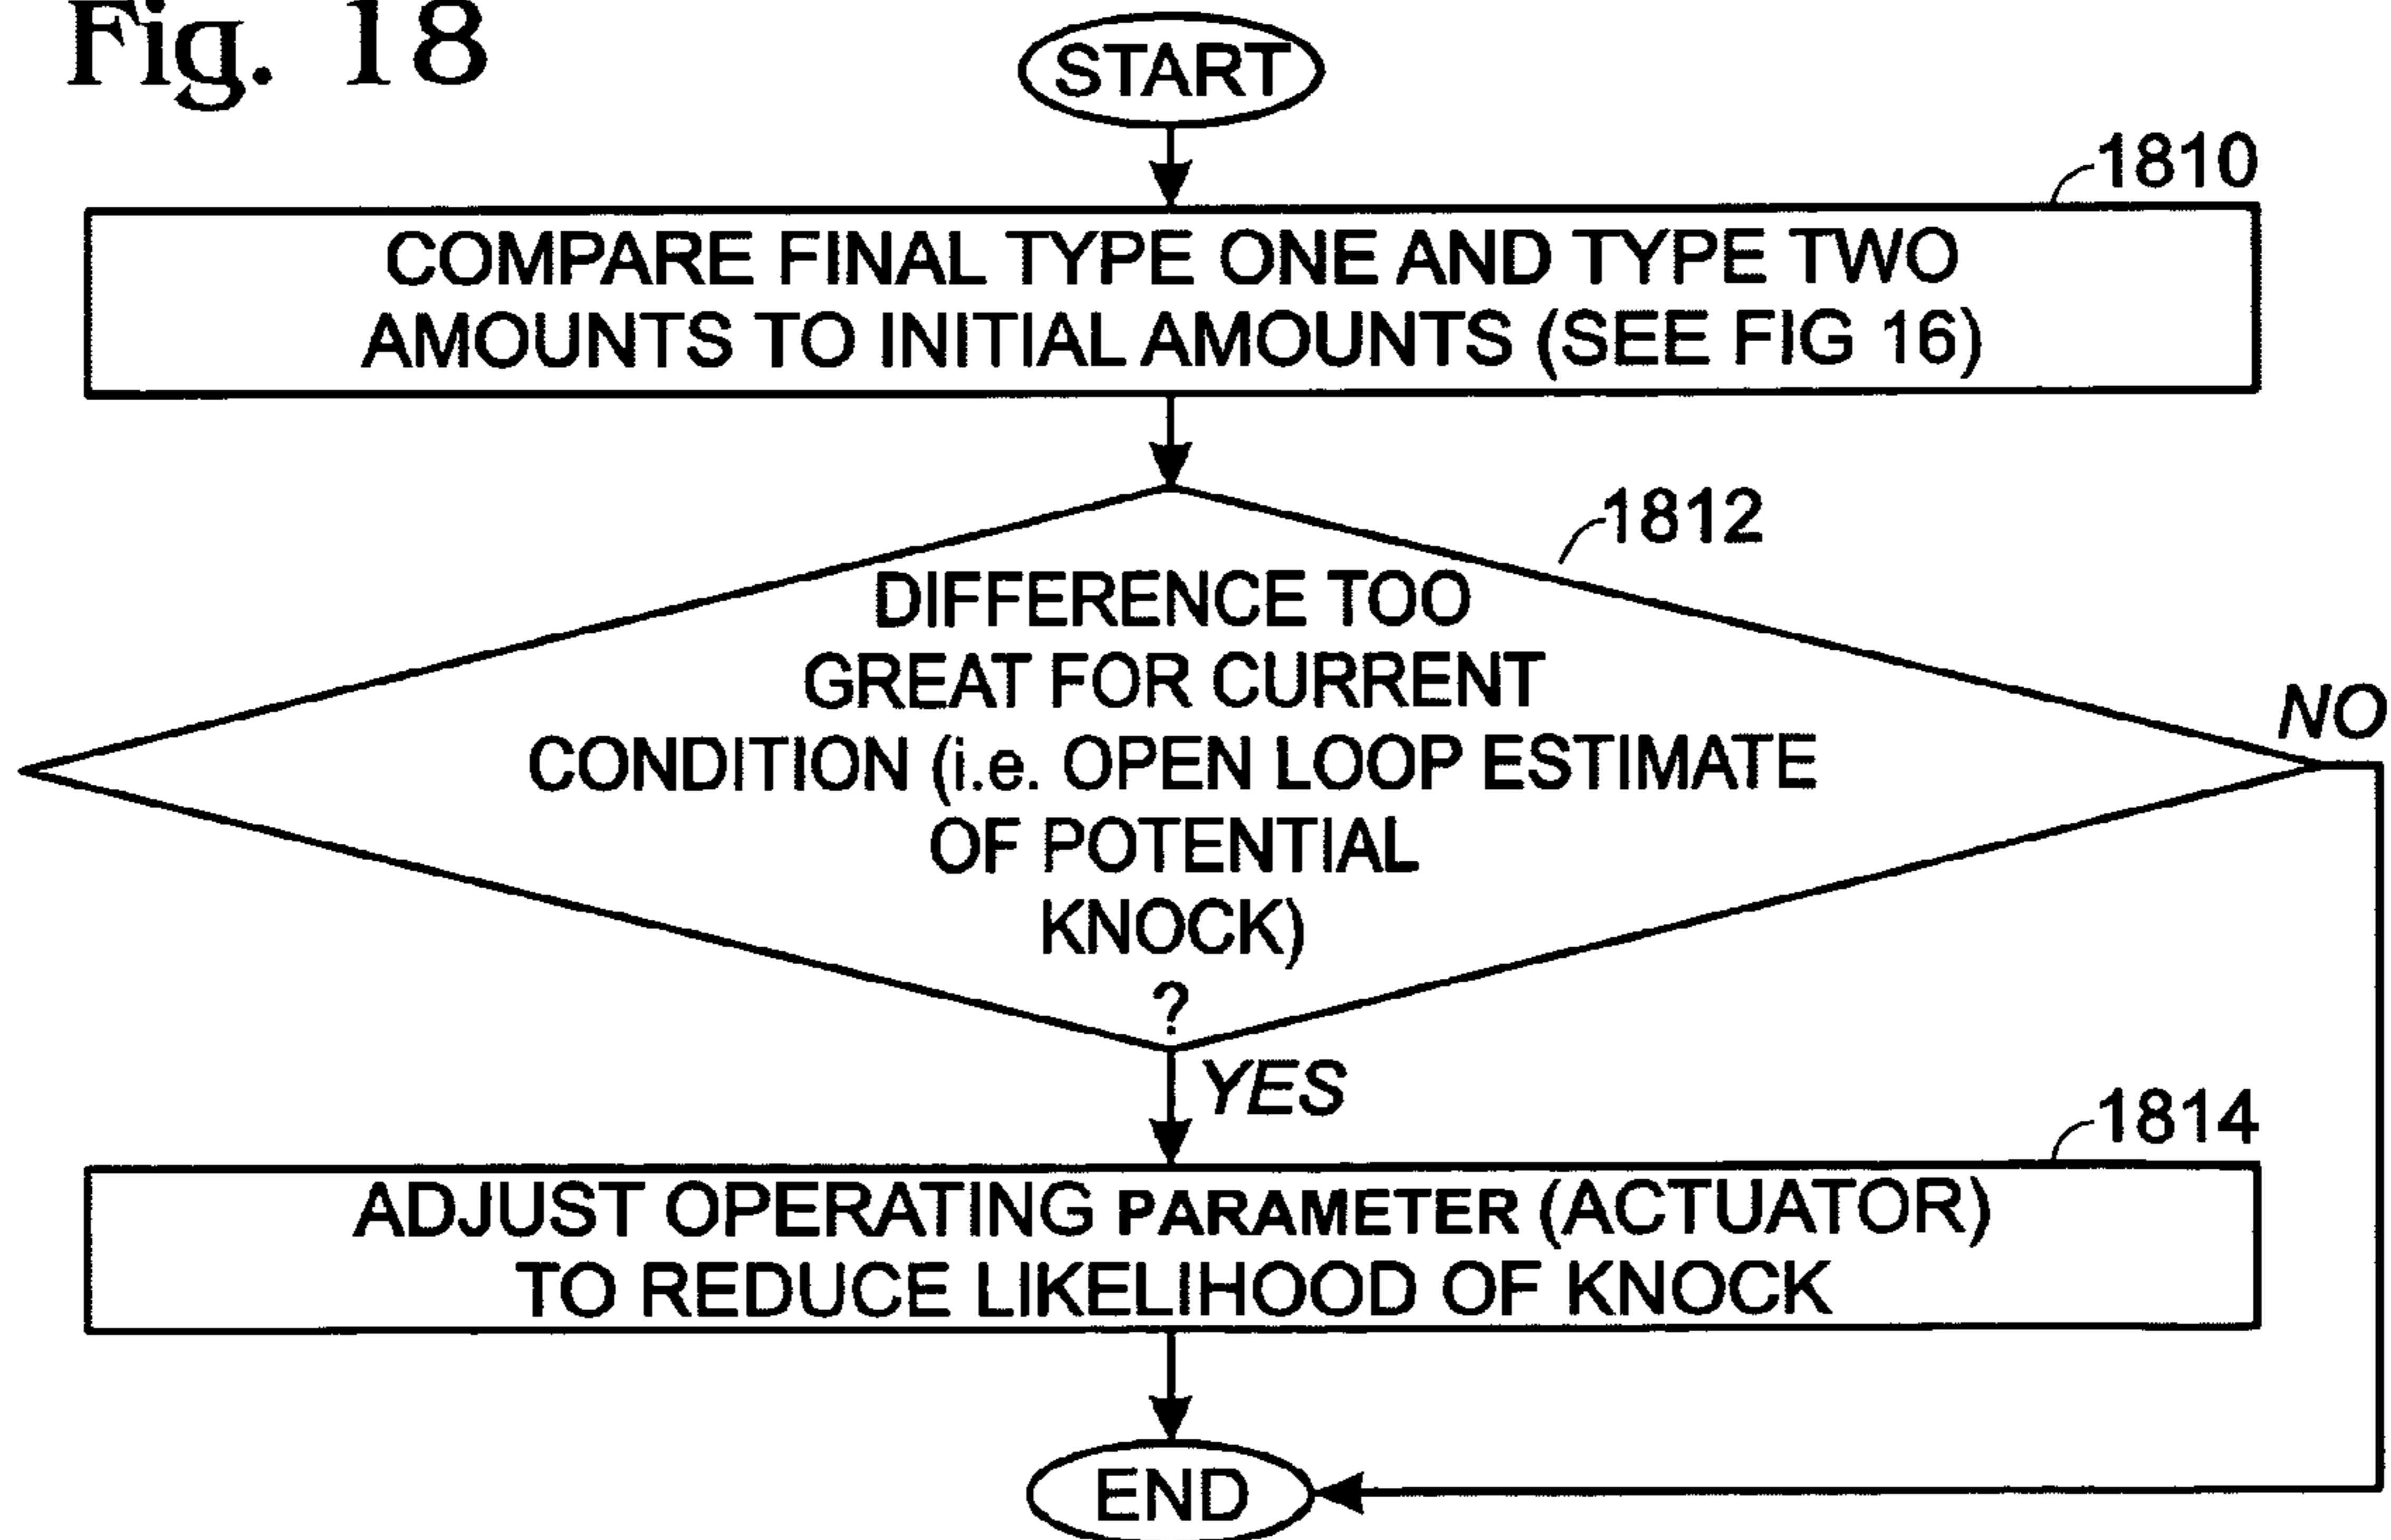 Fig. 18
START
1810
COMPARE FINAL TYPE ONE AND TYPE TWO
AMOUNTS TO INITIAL AMOUNTS (SEE FIG 16)
1812
DIFFERENCE TOO
GREAT FOR CURRENT
CONDITION (i.e. OPEN LOOP ESTIMATE
OF POTENTIAL
KNOCK)
?
NO
YES
1814
ADJUST OPERATING PARAMETER (ACTUATOR)
TO REDUCE LIKELIHOOD OF KNOCK
END